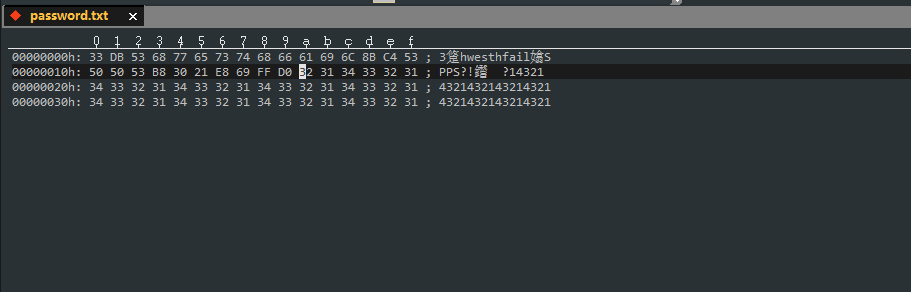 password.txt
0 1 2 3 4 5 6 7 8 9 a b c d e f
00000000h: 33 DB 53 68 77 65 73 74 68 66 61 69 6C 8B C4 53 ; 3跢hwestfail嬆S
00000010h: 50 50 53 B8 30 21 E8 69 FF D0 32 31 34 33 32 31 ; PPS?!鑙 ?14321
00000020h: 34 33 32 31 34 33 32 31 34 33 32 31 34 33 32 31 ; 4321432143214321
00000030h: 34 33 32 31 34 33 32 31 34 33 32 31 34 33 32 31 ; 4321432143214321